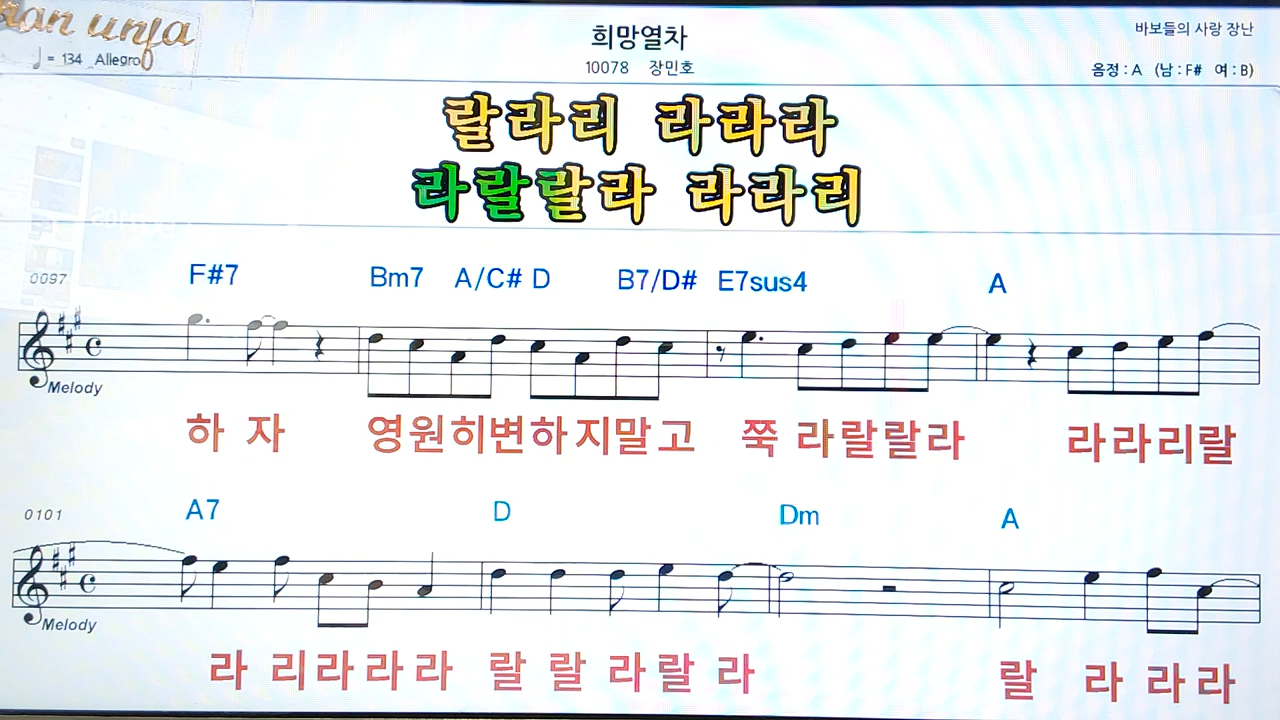 희망열차
바보들의 사랑 장난
♩ = 134 Allegro
10078 장민호
음정 : A (남 : F# 여 : B)
랄라리 라라라
라랄랄라 라라리
0097 F#7 Bm7 A/C# D B7/D# E7sus4 A
Melody
하 자 영원히변하지말고 쭉 라랄랄라 라라리랄
0101 A7 D Dm A
Melody
라 리라라라 랄 랄 라랄 라 랄 라 라라